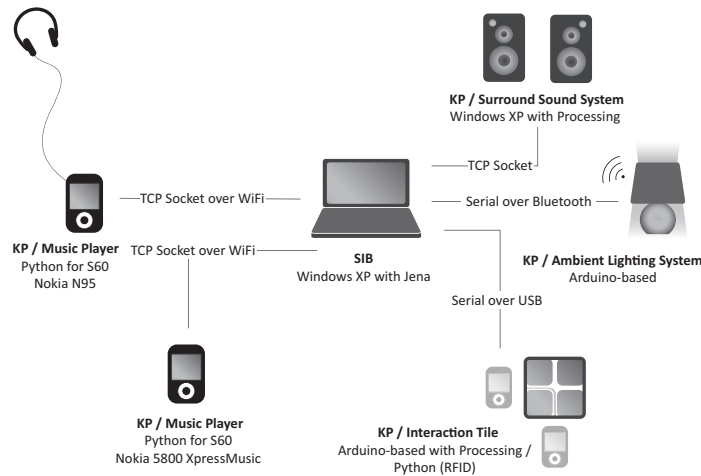 KP / Surround Sound System
Windows XP with Processing
TCP Socket
TCP Socket over WiFi
Serial over Bluetooth
KP / Music Player
Python for S60
Nokia N95
TCP Socket over WiFi
SIB
Windows XP with Jena
KP / Ambient Lighting System
Arduino-based
Serial over USB
KP / Music Player
Python for S60
Nokia 5800 XpressMusic
KP / Interaction Tile
Arduino-based with Processing /
Python (RFID)